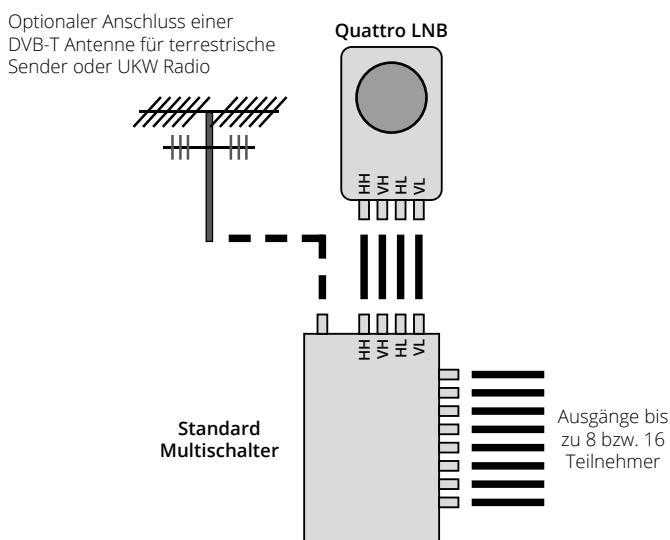 Optionaler Anschluss einer
DVB-T Antenne für terrestrische
Sender oder UKW Radio
Quattro LNB
HH
VH
HL
VL
HH
VH
HL
VL
Standard
Multischalter
Ausgänge bis
zu 8 bzw. 16
Teilnehmer